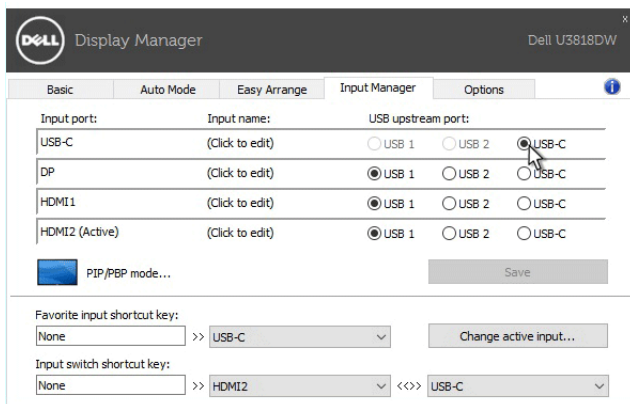 DELL Display Manager Dell U3818DW
Basic Auto Mode Easy Arrange Input Manager Options
Input port: Input name: USB upstream port:
USB-C (Click to edit) USB 1 USB 2 USB-C
DP (Click to edit) USB 1 USB 2 USB-C
HDMI1 (Click to edit) USB 1 USB 2 USB-C
HDMI2 (Active) (Click to edit) USB 1 USB 2 USB-C
PIP/PBP mode... Save
Favorite input shortcut key:
None >> USB-C Change active input...
Input switch shortcut key:
None >> HDMI2 <<>> USB-C